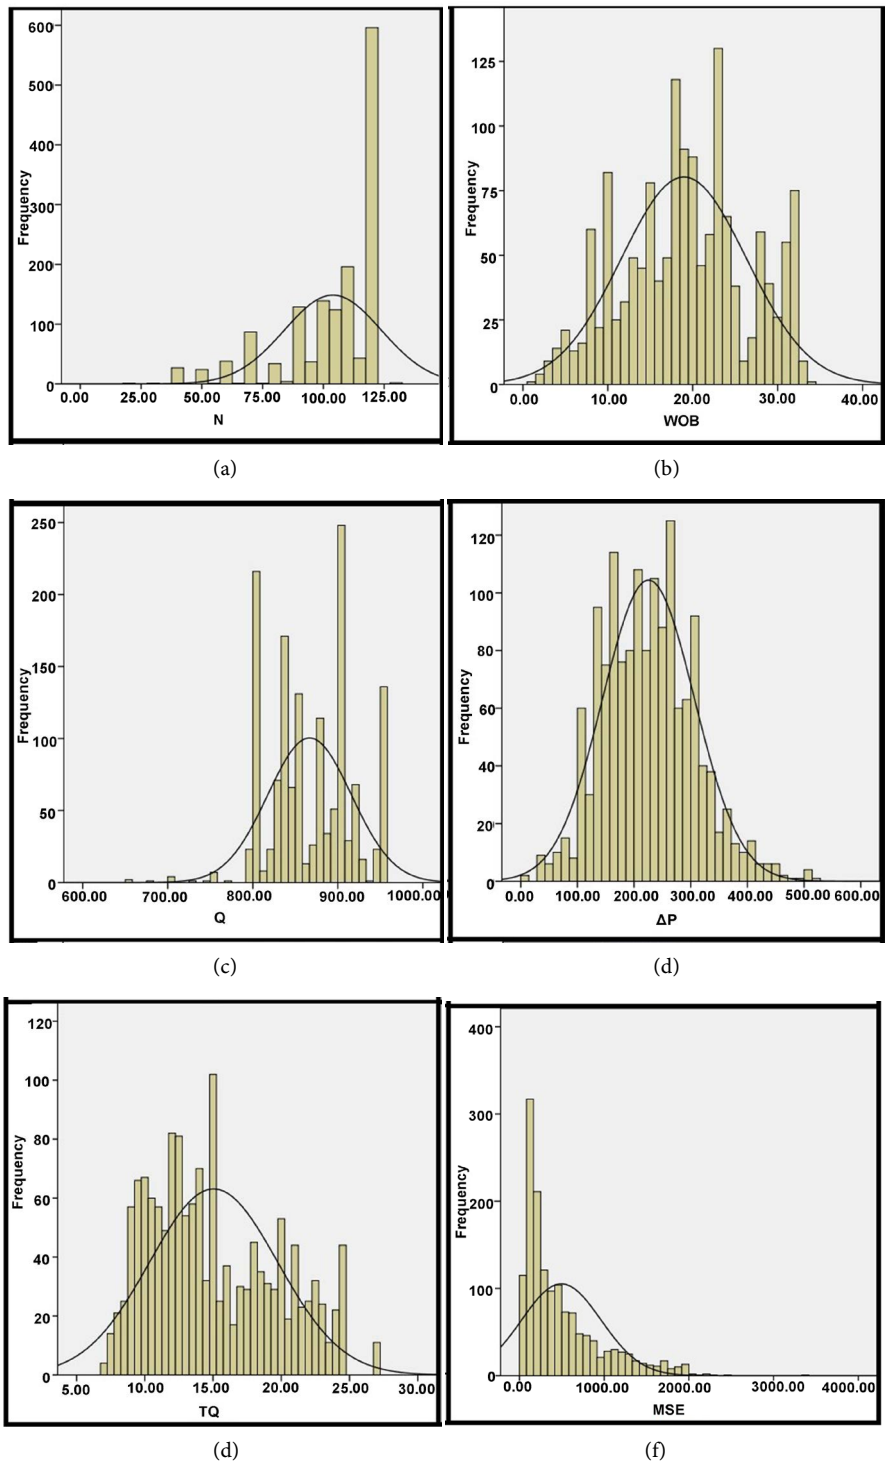 600
500
400
300
200
100
0
Frequency
0.00 25.00 50.00 75.00 100.00 125.00
N
(a)
125
100
75
50
25
0
Frequency
0.00 10.00 20.00 30.00 40.00
WOB
(b)
250
200
150
100
50
0
Frequency
600.00 700.00 800.00 900.00 1000.00
Q
(c)
120
100
80
60
40
20
0
Frequency
0.00 100.00 200.00 300.00 400.00 500.00 600.00
ΔP
(d)
120
100
80
60
40
20
0
Frequency
5.00 10.00 15.00 20.00 25.00 30.00
TQ
(d)
400
300
200
100
0
Frequency
0.00 1000.00 2000.00 3000.00 4000.00
MSE
(f)